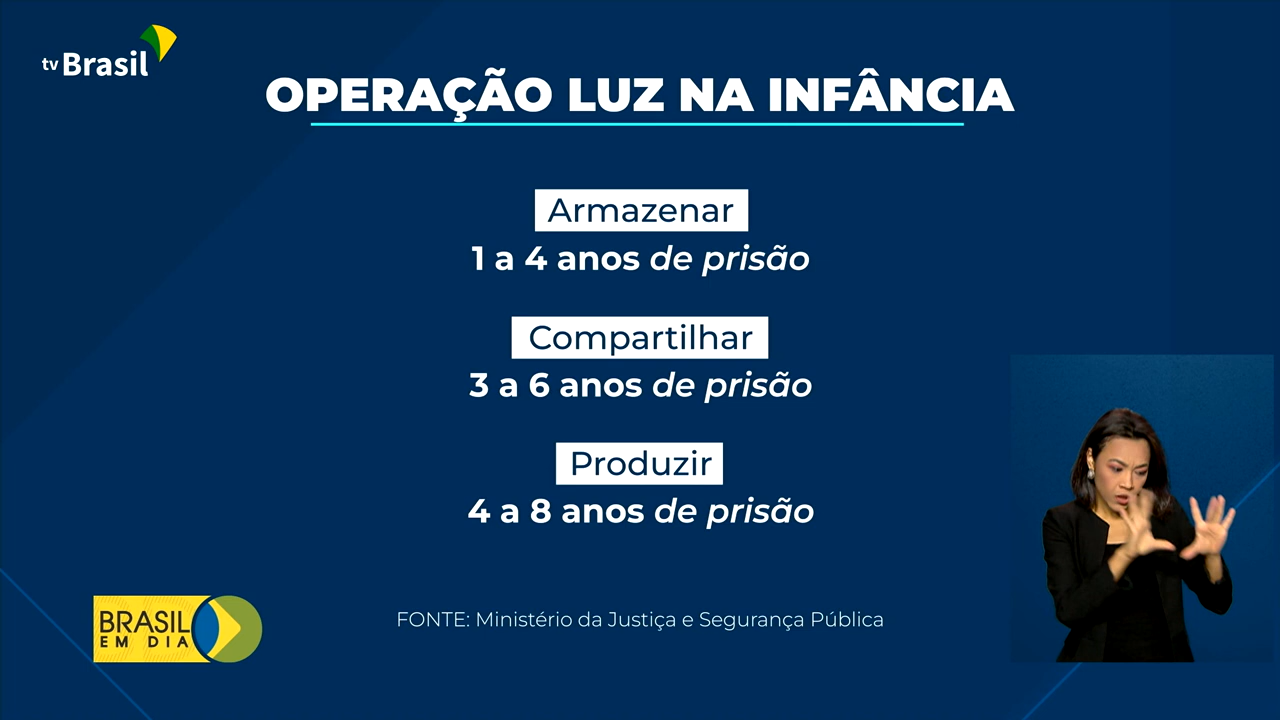 tv Brasil
OPERAÇÃO LUZ NA INFÂNCIA
Armazenar
1 a 4 anos de prisão
Compartilhar
3 a 6 anos de prisão
Produzir
4 a 8 anos de prisão
FONTE: Ministério da Justiça e Segurança Pública
BRASIL
EM DIA